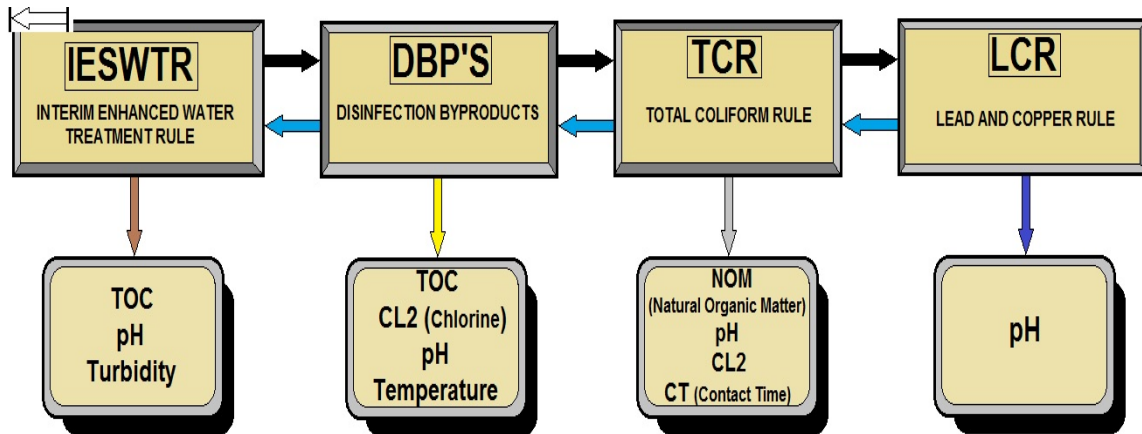 IESWTR
INTERIM ENHANCED WATER
TREATMENT RULE
DBP'S
DISINFECTION BYPRODUCTS
TCR
TOTAL COLIFORM RULE
LCR
LEAD AND COPPER RULE
TOC
pH
Turbidity
TOC
CL2 (Chlorine)
pH
Temperature
NOM
(Natural Organic Matter)
pH
CL2
CT (Contact Time)
pH